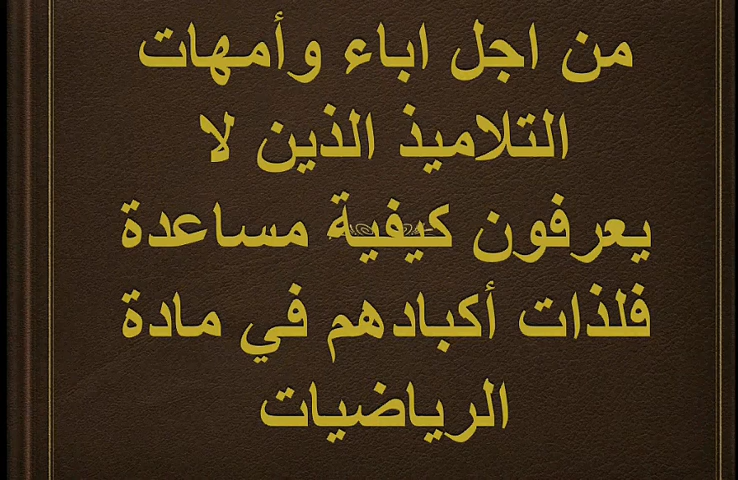 من اجل اباء وأمهات
التلاميذ الذين لا
يعرفون كيفية مساعدة
فلذات أكبادهم في مادة
الرياضيات